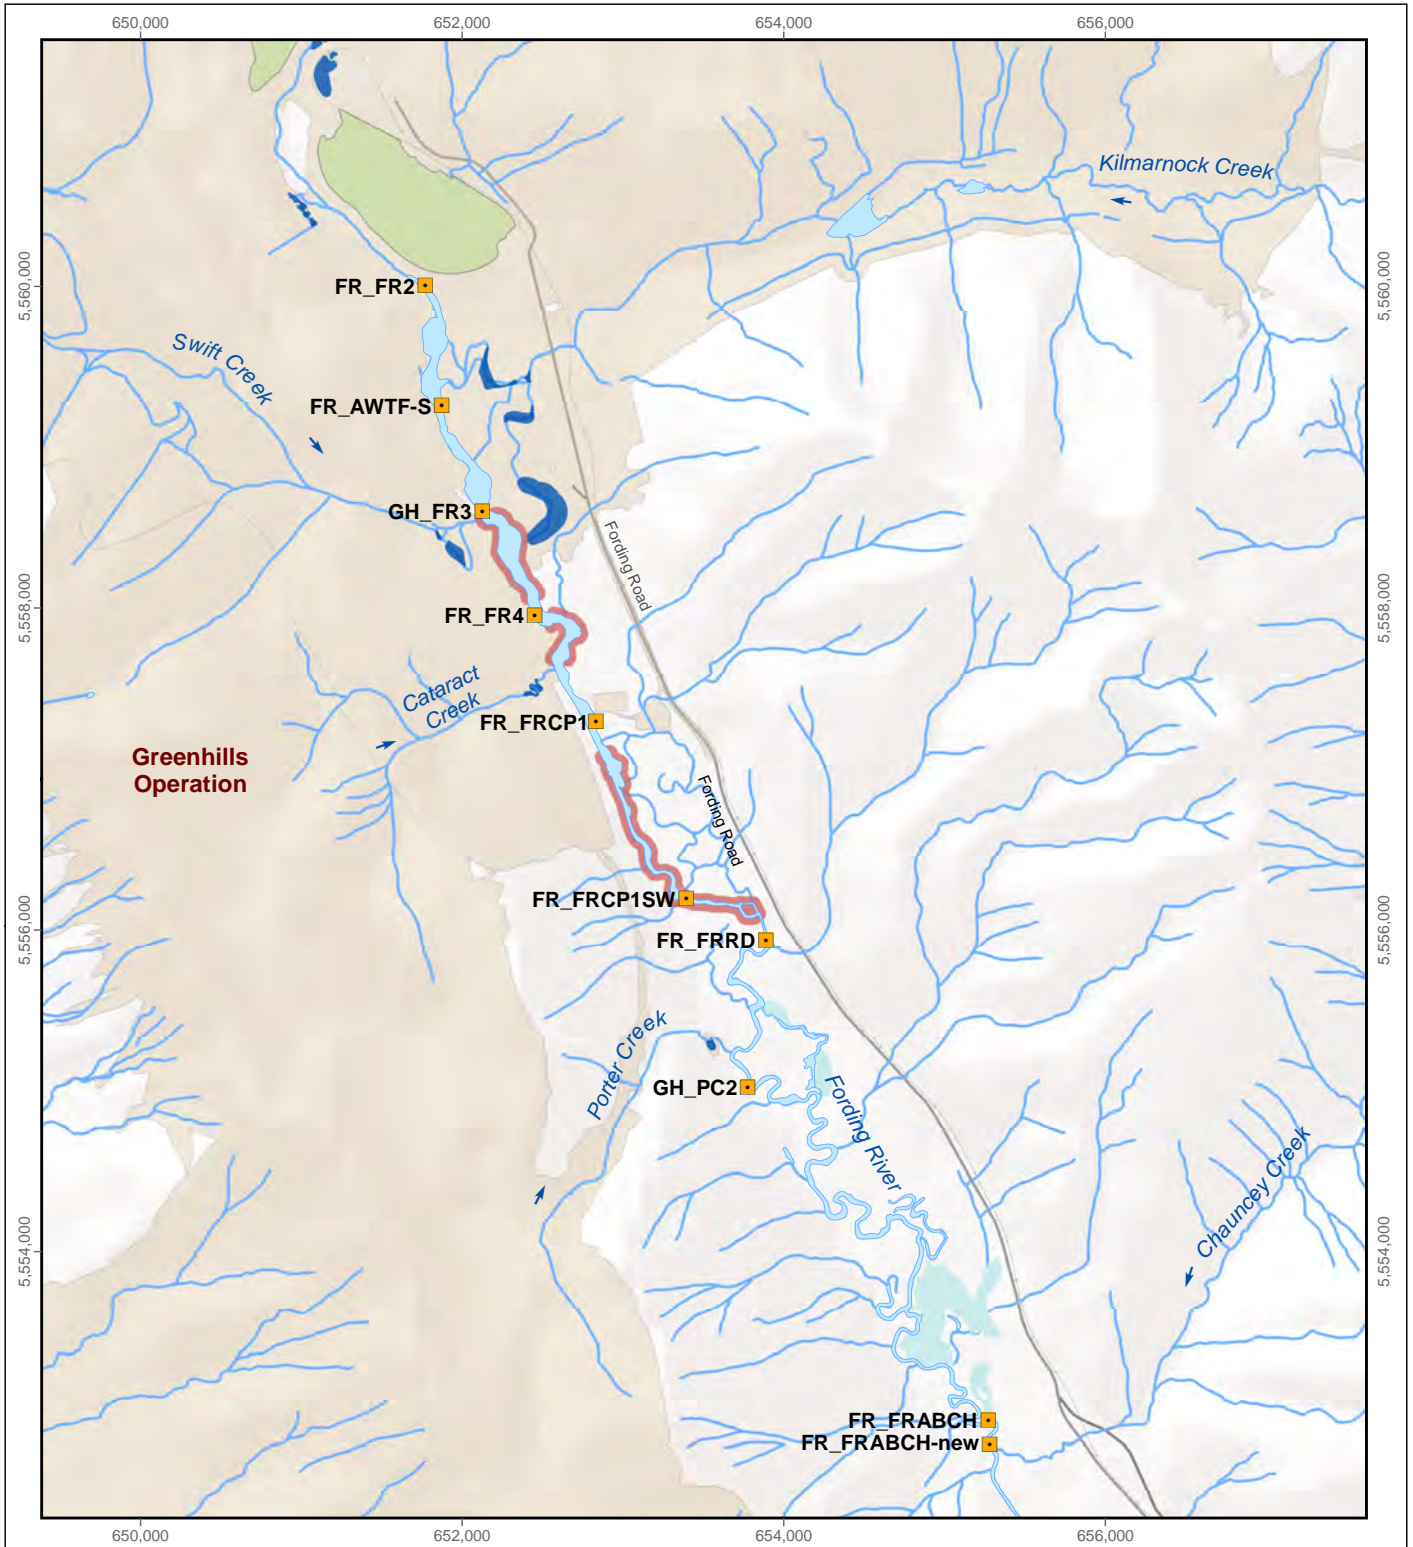 650,000
652,000
654,000
656,000
Kilmarnock Creek
5,560,000
5,560,000
FR_FR2
Swift Creek
FR_AWTF-S
GH_FR3
Fording Road
5,558,000
5,558,000
FR_FR4
Cataract
Creek
FR_FRCP1
Greenhills
Operation
Fording Road
FR_FRCP1SW
FR_FRRD
5,556,000
5,556,000
Porter Creek
GH_PC2
Fording River
Chauncey Creek
5,554,000
5,554,000
FR_FRABCH
FR_FRABCH-new
650,000
652,000
654,000
656,000